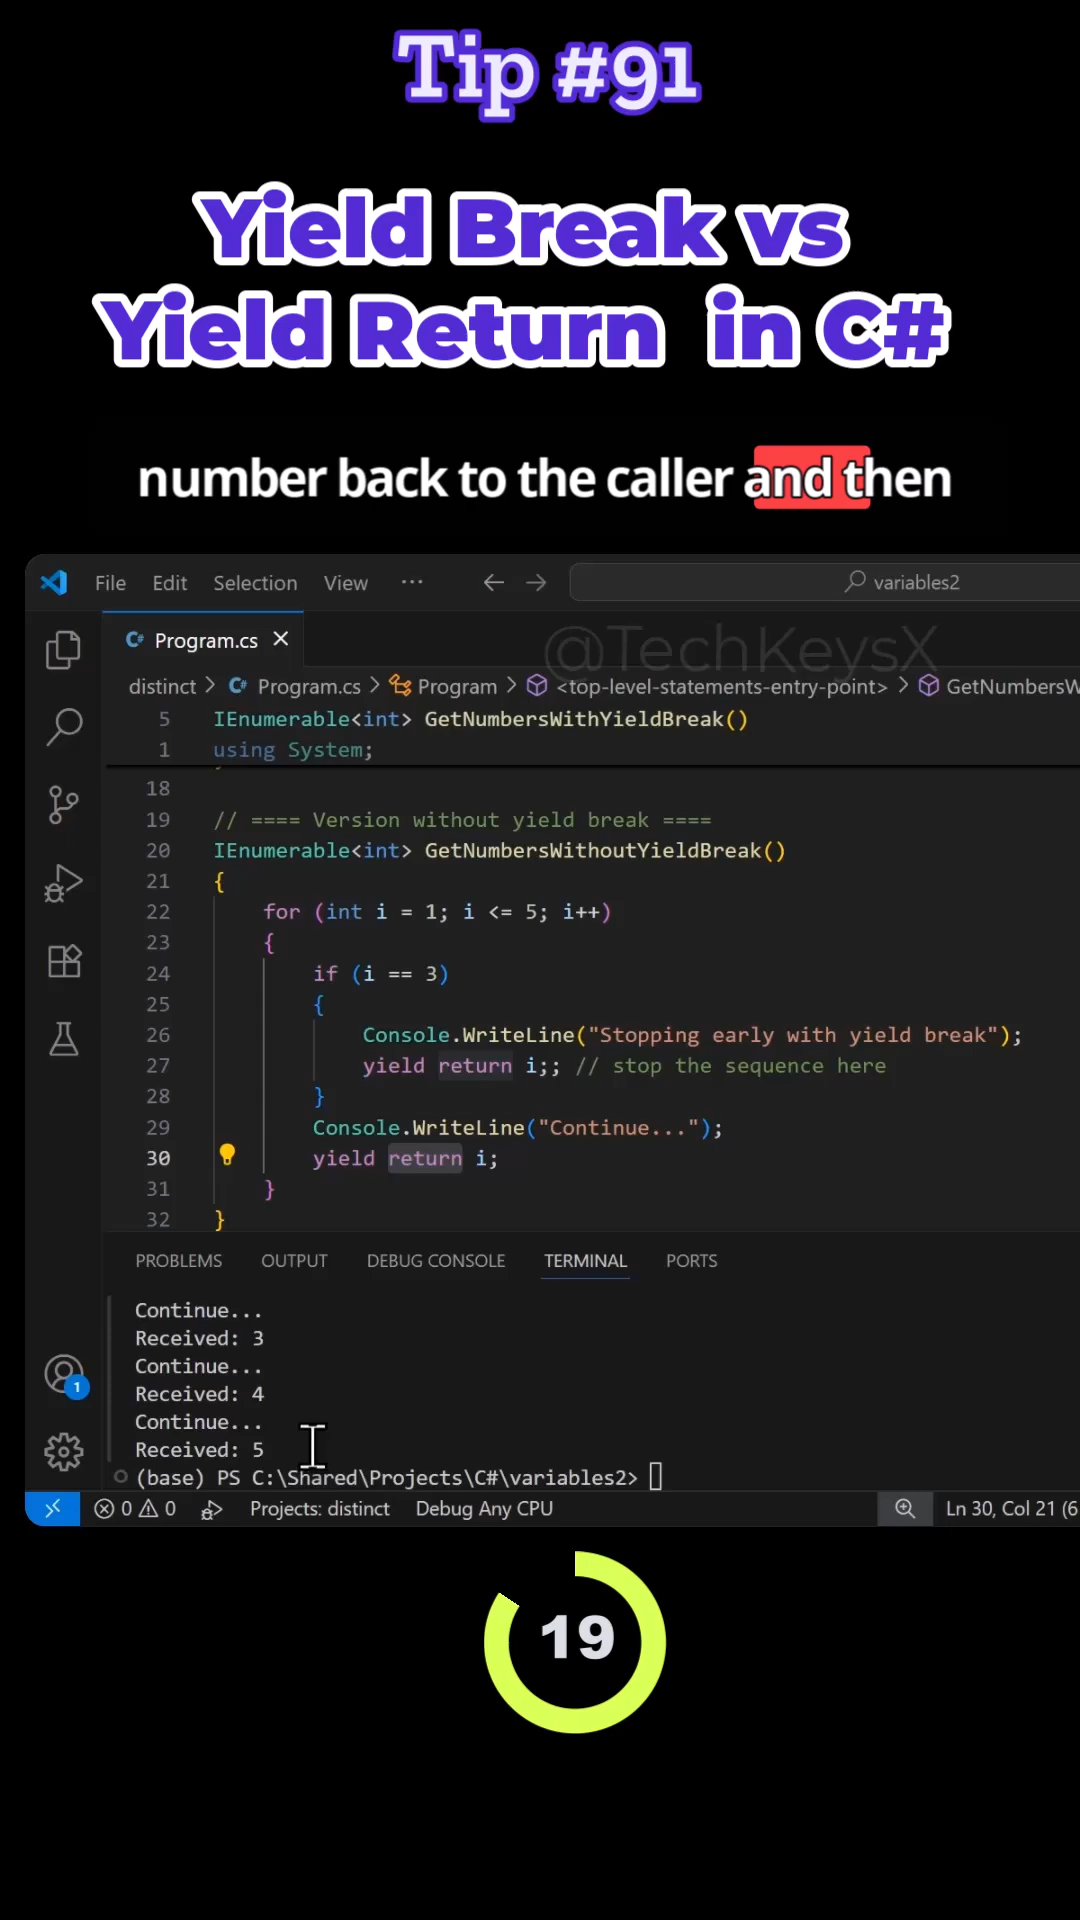 Tip #91
Yield Break vs
Yield Return in C#
number back to the caller and then
File Edit Selection View ··· variables2
Program.cs
@TechKeysX
distinct > Program.cs > Program > <top-level-statements-entry-point> > GetNumbersW
5 IEnumerable<int> GetNumbersWithYieldBreak()
1 using System;
18
19 // ==== Version without yield break ====
20 IEnumerable<int> GetNumbersWithoutYieldBreak()
21 {
22 for (int i = 1; i <= 5; i++)
23 {
24 if (i == 3)
25 {
26 Console.WriteLine("Stopping early with yield break");
27 yield return i;; // stop the sequence here
28 }
29 Console.WriteLine("Continue...");
30 yield return i;
31 }
32 }
PROBLEMS OUTPUT DEBUG CONSOLE TERMINAL PORTS
Continue...
Received: 3
Continue...
Received: 4
Continue...
Received: 5
(base) PS C:\Shared\Projects\C#\variables2>
1
0 0 Projects: distinct Debug Any CPU Ln 30, Col 21 (6
19